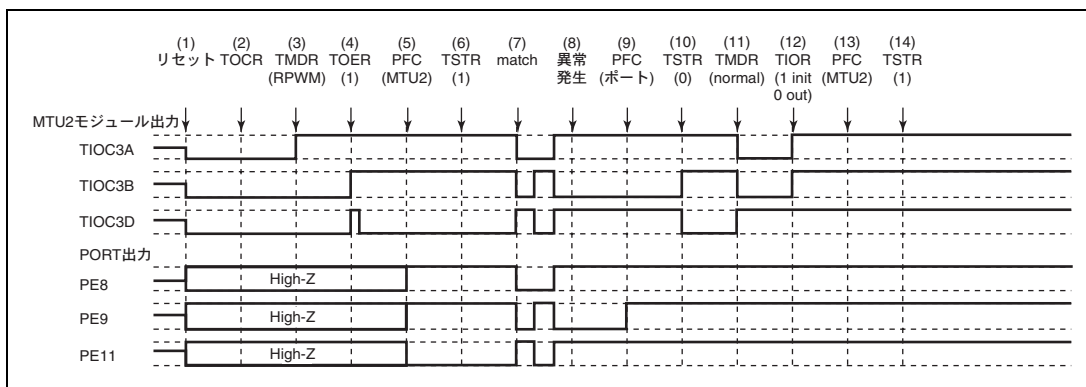 (1) (2) (3) (4) (5) (6) (7) (8) (9) (10) (11) (12) (13) (14)
リセット TOCR TMDR TOER PFC TSTR match 異常 PFC TSTR TMDR TIOR PFC TSTR
(RPWM) (1) (MTU2) (1) 発生 (ポート) (0) (normal) (1 init (MTU2) (1)
0 out)
MTU2モジュール出力
TIOC3A
TIOC3B
TIOC3D
PORT出力
PE8 High-Z
PE9 High-Z
PE11 High-Z